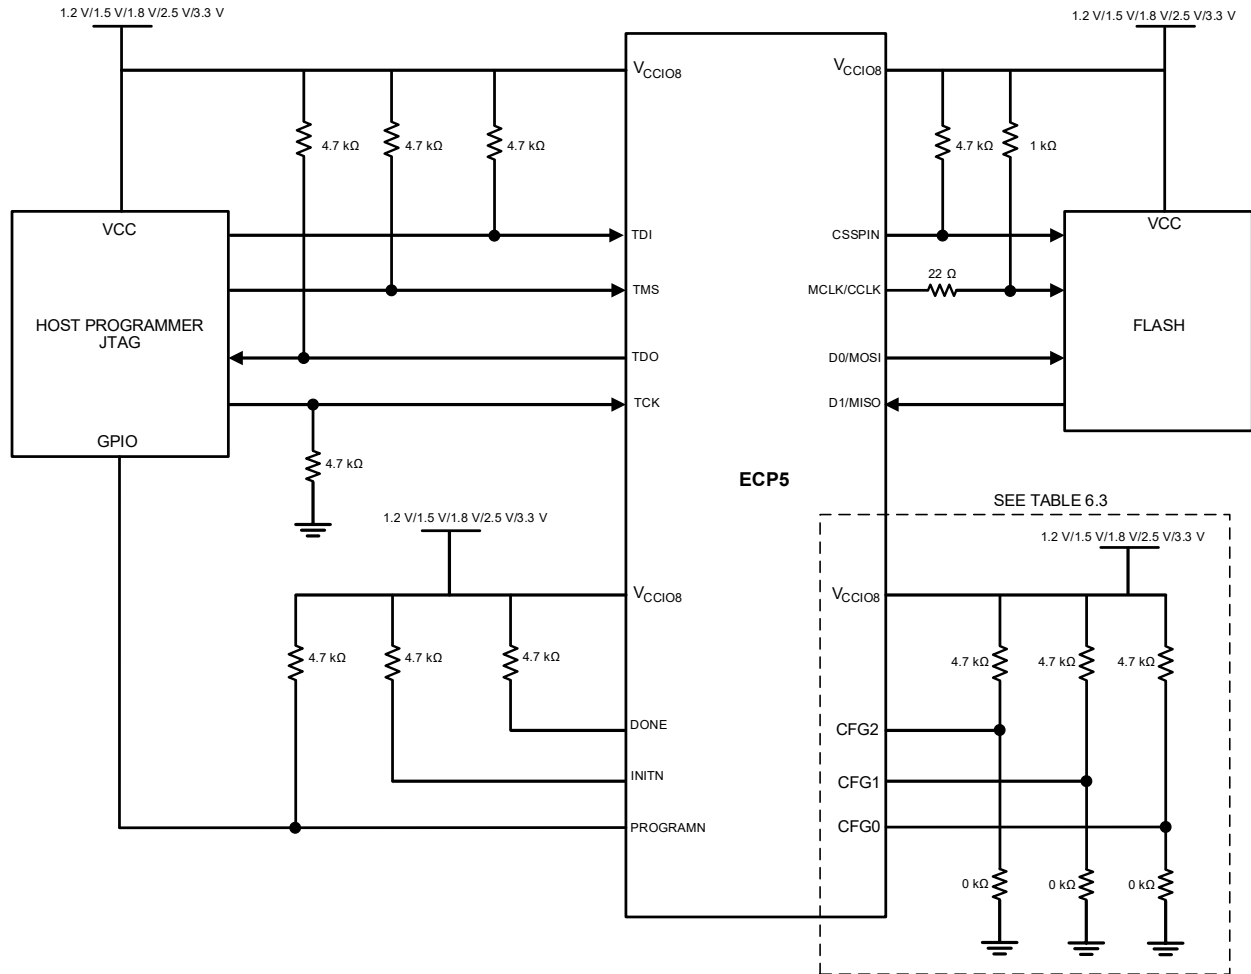 1.2 V/1.5 V/1.8 V/2.5 V/3.3 V
1.2 V/1.5 V/1.8 V/2.5 V/3.3 V
VCCIO8
VCCIO8
4.7 kΩ
4.7 kΩ
4.7 kΩ
4.7 kΩ
1 kΩ
VCC
TDI
CSSPIN
VCC
22 Ω
TMS
MCLK/CCLK
HOST PROGRAMMER
JTAG
FLASH
TDO
D0/MOSI
TCK
D1/MISO
GPIO
4.7 kΩ
ECP5
SEE TABLE 6.3
1.2 V/1.5 V/1.8 V/2.5 V/3.3 V
1.2 V/1.5 V/1.8 V/2.5 V/3.3 V
VCCIO8
VCCIO8
4.7 kΩ
4.7 kΩ
4.7 kΩ
4.7 kΩ
4.7 kΩ
4.7 kΩ
DONE
CFG2
INITN
CFG1
PROGRAMN
CFG0
0 kΩ
0 kΩ
0 kΩ